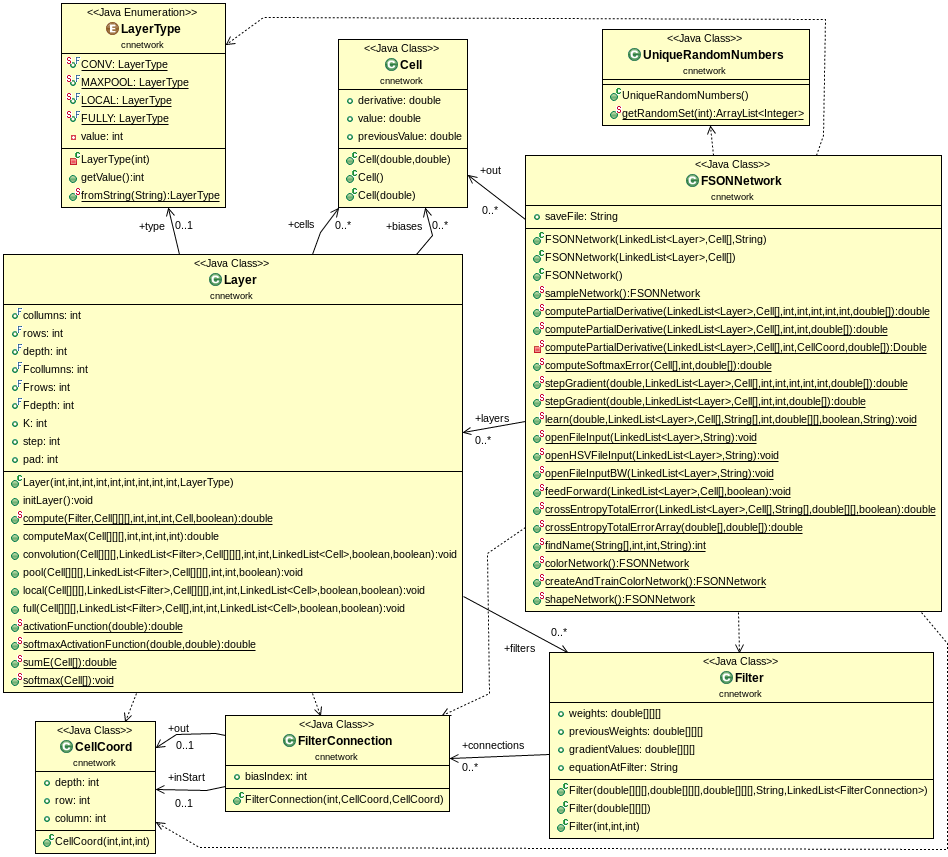 <<Java Enumeration>>
LayerType
cnnetwork
CONV: LayerType
MAXPOOL: LayerType
LOCAL: LayerType
FULLY: LayerType
value: int
LayerType(int)
getValue():int
fromString(String):LayerType
<<Java Class>>
Cell
cnnetwork
derivative: double
value: double
previousValue: double
Cell(double,double)
Cell()
Cell(double)
<<Java Class>>
UniqueRandomNumbers
cnnetwork
UniqueRandomNumbers()
getRandomSet(int):ArrayList<Integer>
+out
0..*
+type
0..1
+cells
0..*
+biases
0..*
<<Java Class>>
FSONNetwork
cnnetwork
saveFile: String
FSONNetwork(LinkedList<Layer>,Cell[],String)
FSONNetwork(LinkedList<Layer>,Cell[])
FSONNetwork()
sampleNetwork():FSONNetwork
computePartialDerivative(LinkedList<Layer>,Cell[],int,int,int,int,int,double[]):double
computePartialDerivative(LinkedList<Layer>,Cell[],int,int,double[]):double
computePartialDerivative(LinkedList<Layer>,Cell[],int,CellCoord,double[]):Double
computeSoftmaxError(Cell[],int,double[]):double
stepGradient(double,LinkedList<Layer>,Cell[],int,int,int,int,int,double[]):double
stepGradient(double,LinkedList<Layer>,Cell[],int,int,double[]):double
learn(double,LinkedList<Layer>,Cell[],String[],int,double[][],boolean,String):void
openFileInput(LinkedList<Layer>,String):void
openHSVFileInput(LinkedList<Layer>,String):void
openFileInputBW(LinkedList<Layer>,String):void
feedForward(LinkedList<Layer>,Cell[],boolean):void
crossEntropyTotalError(LinkedList<Layer>,Cell[],String[],double[][],boolean):double
crossEntropyTotalErrorArray(double[],double[]):double
findName(String[],int,int,String):int
colorNetwork():FSONNetwork
createAndTrainColorNetwork():FSONNetwork
shapeNetwork():FSONNetwork
<<Java Class>>
Layer
cnnetwork
collumns: int
rows: int
depth: int
Fcollumns: int
Frows: int
Fdepth: int
K: int
step: int
pad: int
Layer(int,int,int,int,int,int,int,int,int,LayerType)
initLayer():void
compute(Filter,Cell[][][],int,int,int,Cell,boolean):double
computeMax(Cell[][][],int,int,int,int):double
convolution(Cell[][][],LinkedList<Filter>,Cell[][][],int,int,LinkedList<Cell>,boolean,boolean):void
pool(Cell[][][],LinkedList<Filter>,Cell[][][],int,int,boolean):void
local(Cell[][][],LinkedList<Filter>,Cell[][][],int,int,LinkedList<Cell>,boolean,boolean):void
full(Cell[][][],LinkedList<Filter>,Cell[],int,int,LinkedList<Cell>,boolean,boolean):void
activationFunction(double):double
softmaxActivationFunction(double,double):double
sumE(Cell[]):double
softmax(Cell[]):void
+layers
0..*
+filters
0..*
<<Java Class>>
Filter
cnnetwork
weights: double[][][]
previousWeights: double[][][]
gradientValues: double[][][]
equationAtFilter: String
Filter(double[][][],double[][][],double[][][],String,LinkedList<FilterConnection>)
Filter(double[][][])
Filter(int,int,int)
+connections
0..*
<<Java Class>>
FilterConnection
cnnetwork
biasIndex: int
FilterConnection(int,CellCoord,CellCoord)
+out
0..1
+inStart
0..1
<<Java Class>>
CellCoord
cnnetwork
depth: int
row: int
column: int
CellCoord(int,int,int)